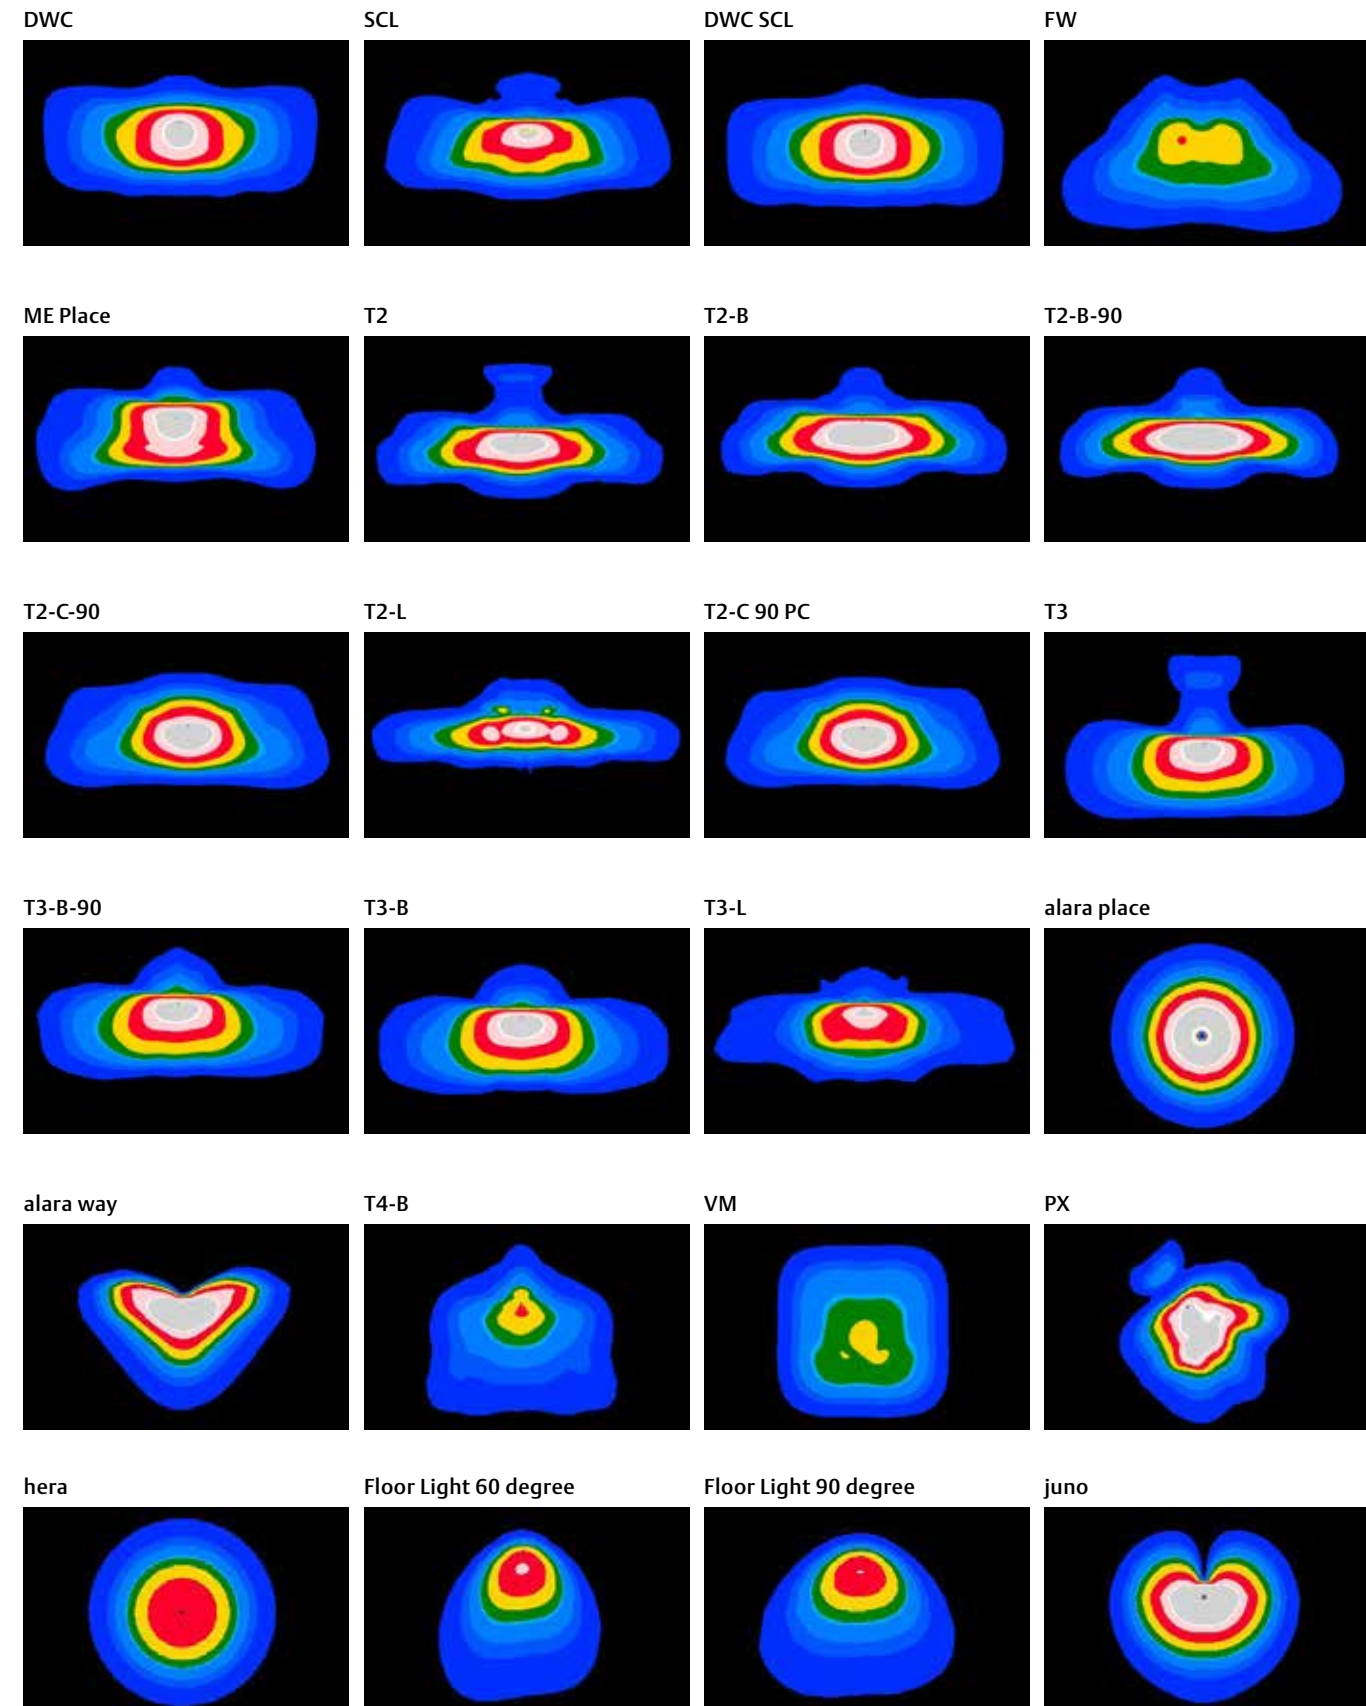 DWC
SCL
DWC SCL
FW
ME Place
T2
T2-B
T2-B-90
T2-C-90
T2-L
T2-C 90 PC
T3
T3-B-90
T3-B
T3-L
alara place
alara way
T4-B
VM
PX
hera
Floor Light 60 degree
Floor Light 90 degree
juno